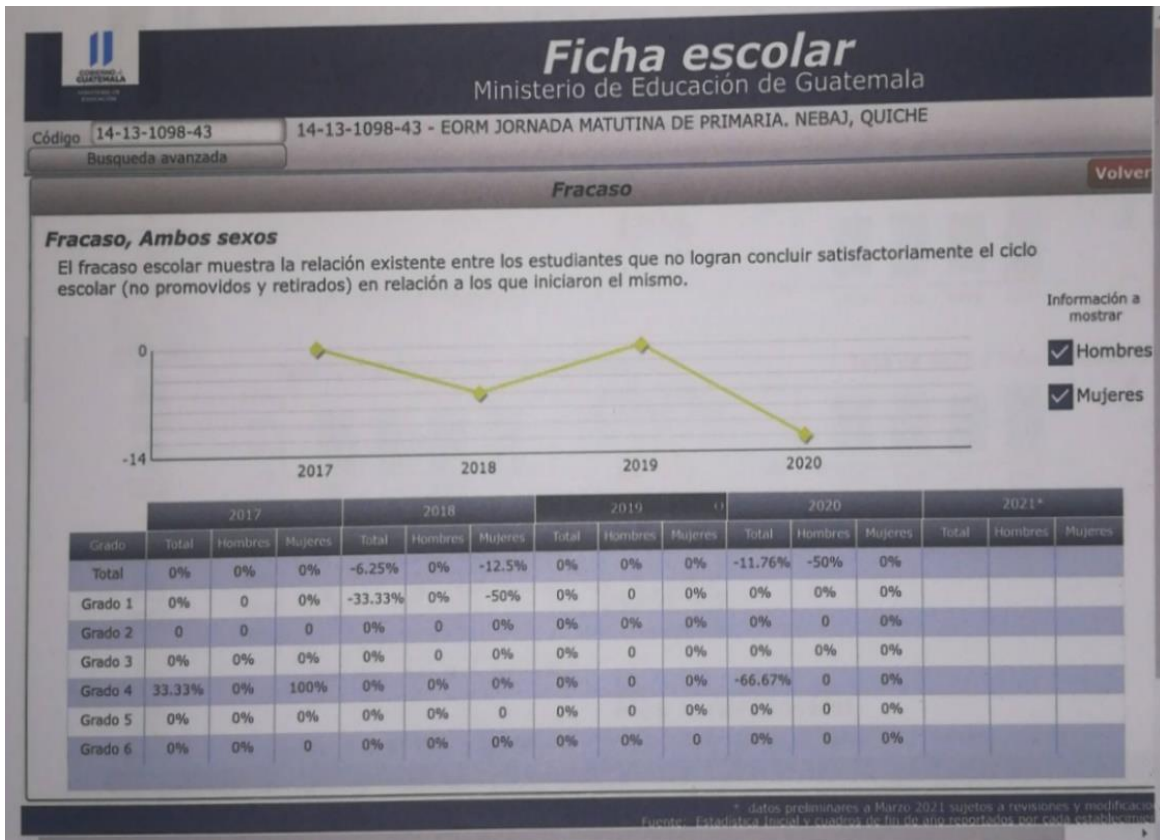 GOBIERNO de
GUATEMALA
MINISTERIO DE
EDUCACIÓN
Ficha escolar
Ministerio de Educación de Guatemala
Código 14-13-1098-43 14-13-1098-43 - EORM JORNADA MATUTINA DE PRIMARIA. NEBAJ, QUICHE
Busqueda avanzada
Volver
Fracaso
Fracaso, Ambos sexos
El fracaso escolar muestra la relación existente entre los estudiantes que no logran concluir satisfactoriamente el ciclo
escolar (no promovidos y retirados) en relación a los que iniciaron el mismo.
Información a
mostrar
Hombres
Mujeres
0
-14
2017 2018 2019 2020
2017 2018 2019 2020 2021*
Grado Total Hombres Mujeres Total Hombres Mujeres Total Hombres Mujeres Total Hombres Mujeres Total Hombres Mujeres
Total 0% 0% 0% -6.25% 0% -12.5% 0% 0% 0% -11.76% -50% 0%
Grado 1 0% 0 0% -33.33% 0% -50% 0% 0 0% 0% 0% 0%
Grado 2 0 0 0 0% 0 0% 0% 0% 0% 0% 0 0%
Grado 3 0% 0% 0% 0% 0 0% 0% 0 0% 0% 0% 0%
Grado 4 33.33% 0% 100% 0% 0% 0% 0% 0 0% -66.67% 0 0%
Grado 5 0% 0% 0% 0% 0% 0 0% 0 0% 0% 0 0%
Grado 6 0% 0% 0 0% 0% 0% 0% 0% 0 0% 0 0%
* datos preliminares a Marzo 2021 sujetos a revisiones y modificacio
Fuente: Estadística Inicial y cuadros de fin de año reportados por cada establecimie